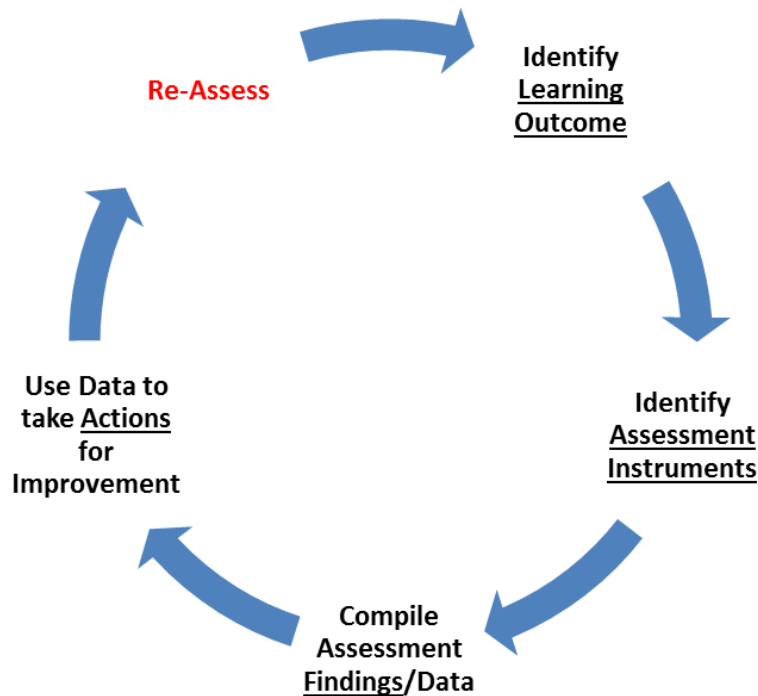 Re-Assess
Identify
Learning
Outcome
Identify
Assessment
Instruments
Compile
Assessment
Findings/Data
Use Data to
take Actions
for
Improvement